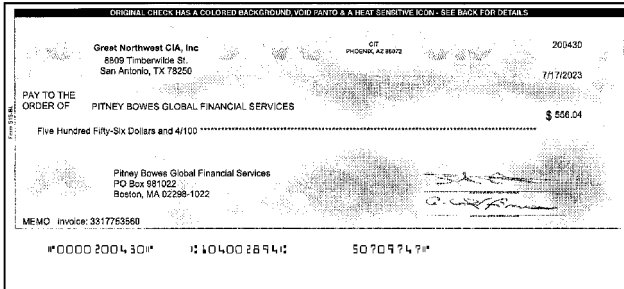 ORIGINAL CHECK HAS A COLORED BACKGROUND, VOID PANTO & A HEAT SENSITIVE ICON - SEE BACK FOR DETAILS
Great Northwest CIA, Inc
8809 Timberwilde St.
San Antonio, TX 78250
CIT
PHOENIX, AZ 85072
200430
7/17/2023
PAY TO THE
ORDER OF PITNEY BOWES GLOBAL FINANCIAL SERVICES
$ 556.04
Five Hundred Fifty-Six Dollars and 4/100
Pitney Bowes Global Financial Services
PO Box 981022
Boston, MA 02298-1022
MEMO invoice: 3317753560
⑈0000200430⑈ ⑆104002894⑆ 50709747⑈